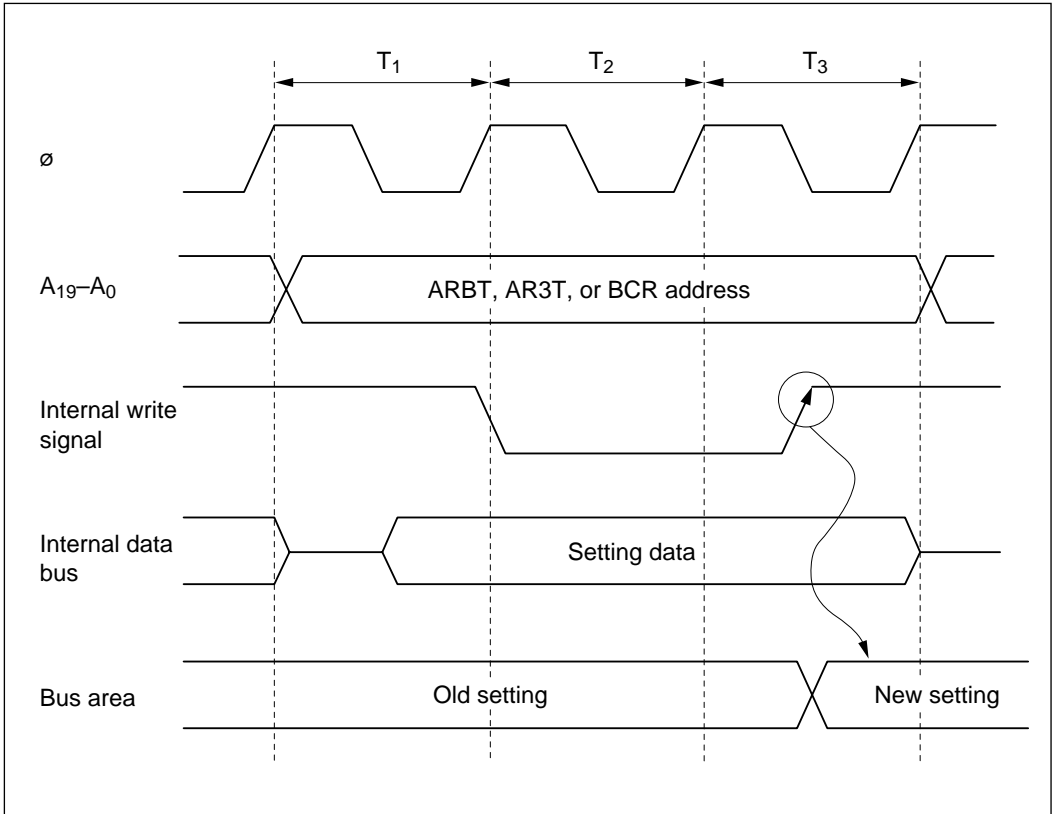 T1 T2 T3
ø
A19–A0
ARBT, AR3T, or BCR address
Internal write
signal
Internal data
bus
Setting data
Bus area
Old setting
New setting